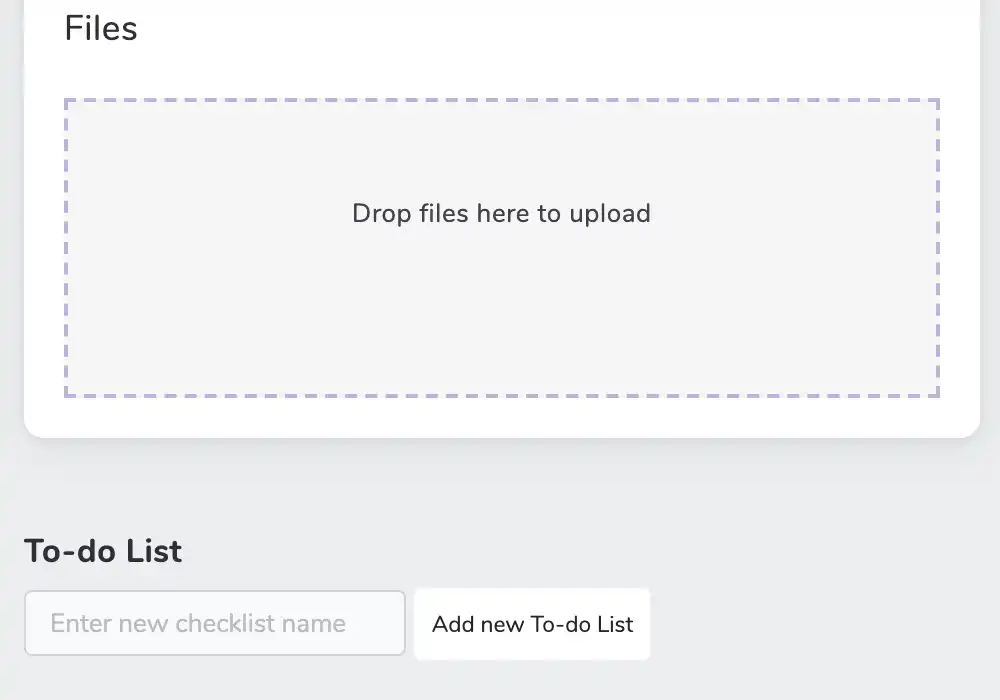 Files
Drop files here to upload
To-do List
Enter new checklist name
Add new To-do List